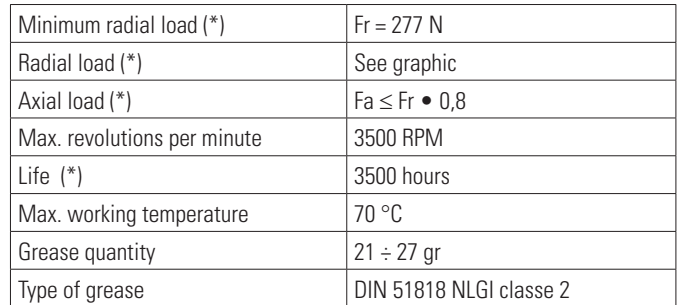 Minimum radial load (*) Fr = 277 N
Radial load (*) See graphic
Axial load (*) Fa ≤ Fr • 0,8
Max. revolutions per minute 3500 RPM
Life (*) 3500 hours
Max. working temperature 70 °C
Grease quantity 21 ÷ 27 gr
Type of grease DIN 51818 NLGI classe 2